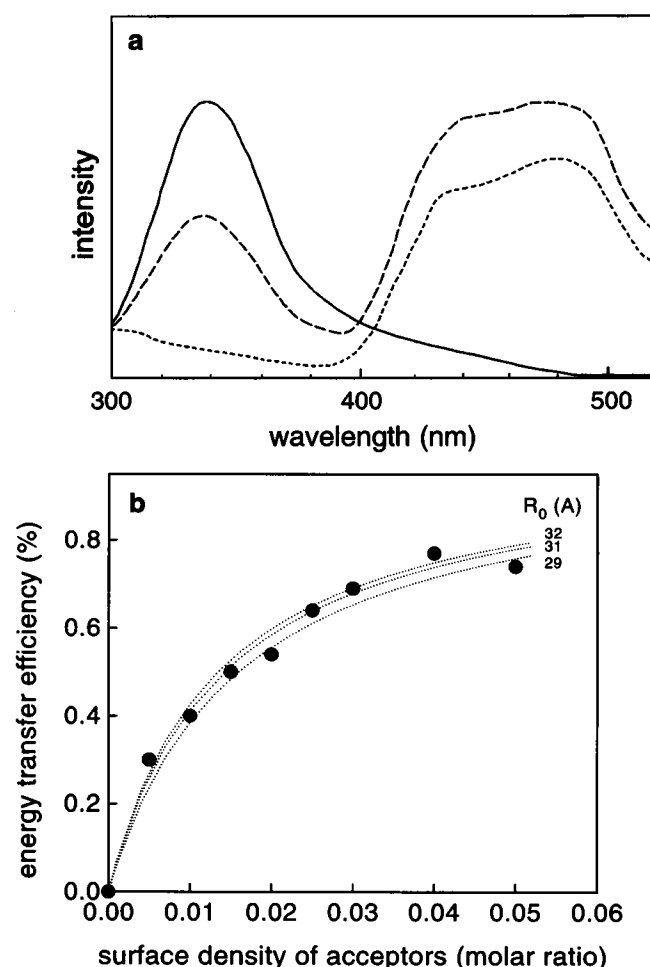 a
intensity
300
400
500
wavelength (nm)
b
R₀ (A)
32
31
29
energy transfer efficiency (%)
0.8
0.6
0.4
0.2
0.0
0.00
0.01
0.02
0.03
0.04
0.05
0.06
surface density of acceptors (molar ratio)